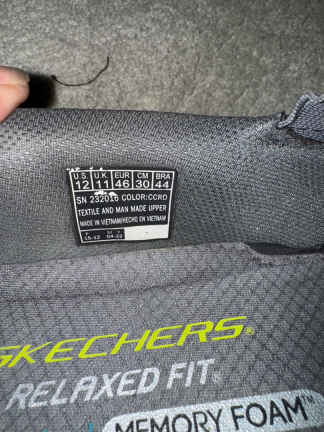 U.S. U.K EUR CM BRA
12 11 46 30 44
SN 232016 COLOR:CCRD
TEXTILE AND MAN MADE UPPER
MADE IN VIETNAM/HECHO EN VIETNAM
SKECHERS
RELAXED FIT
MEMORY FOAM